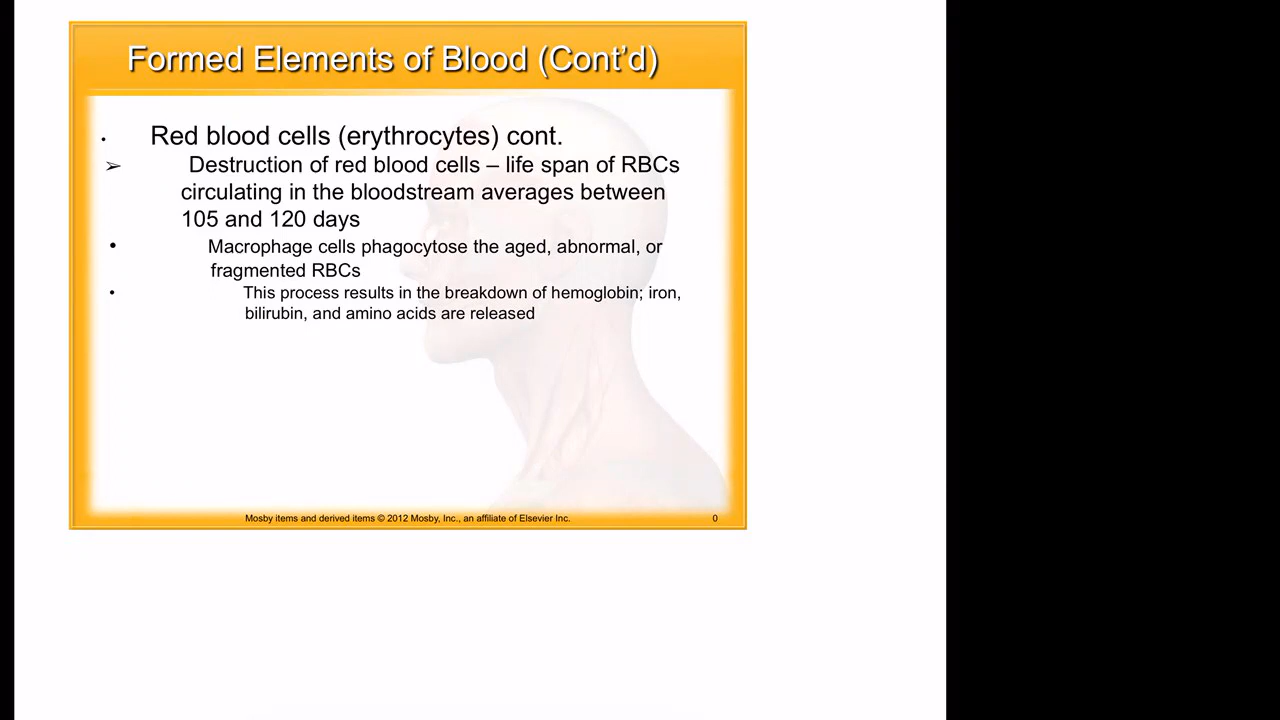 Formed Elements of Blood (Cont’d)
• Red blood cells (erythrocytes) cont.
➢ Destruction of red blood cells – life span of RBCs
circulating in the bloodstream averages between
105 and 120 days
• Macrophage cells phagocytose the aged, abnormal, or
fragmented RBCs
• This process results in the breakdown of hemoglobin; iron,
bilirubin, and amino acids are released
Mosby items and derived items © 2012 Mosby, Inc., an affiliate of Elsevier Inc. 0